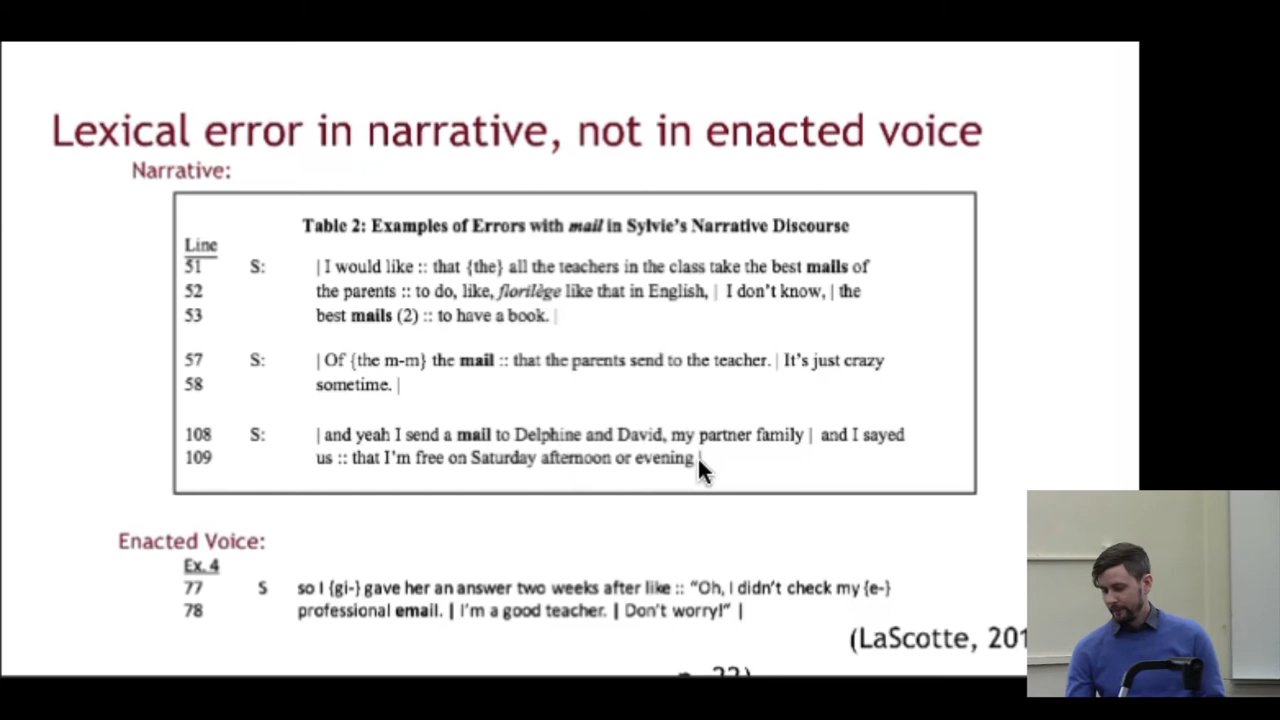 Lexical error in narrative, not in enacted voice
Narrative:
Table 2: Examples of Errors with mail in Sylvie's Narrative Discourse
Line
51 S: | I would like :: that {the} all the teachers in the class take the best mails of
52 the parents :: to do, like, florilège like that in English, | I don't know, | the
53 best mails (2) :: to have a book. |
57 S: | Of {the m-m} the mail :: that the parents send to the teacher. | It's just crazy
58 sometime. |
108 S: | and yeah I send a mail to Delphine and David, my partner family | and I sayed
109 us :: that I'm free on Saturday afternoon or evening |
Enacted Voice:
Ex. 4
77 S so I {gi-} gave her an answer two weeks after like :: "Oh, I didn't check my {e-}
78 professional email. | I'm a good teacher. | Don't worry!" |
(LaScotte, 201